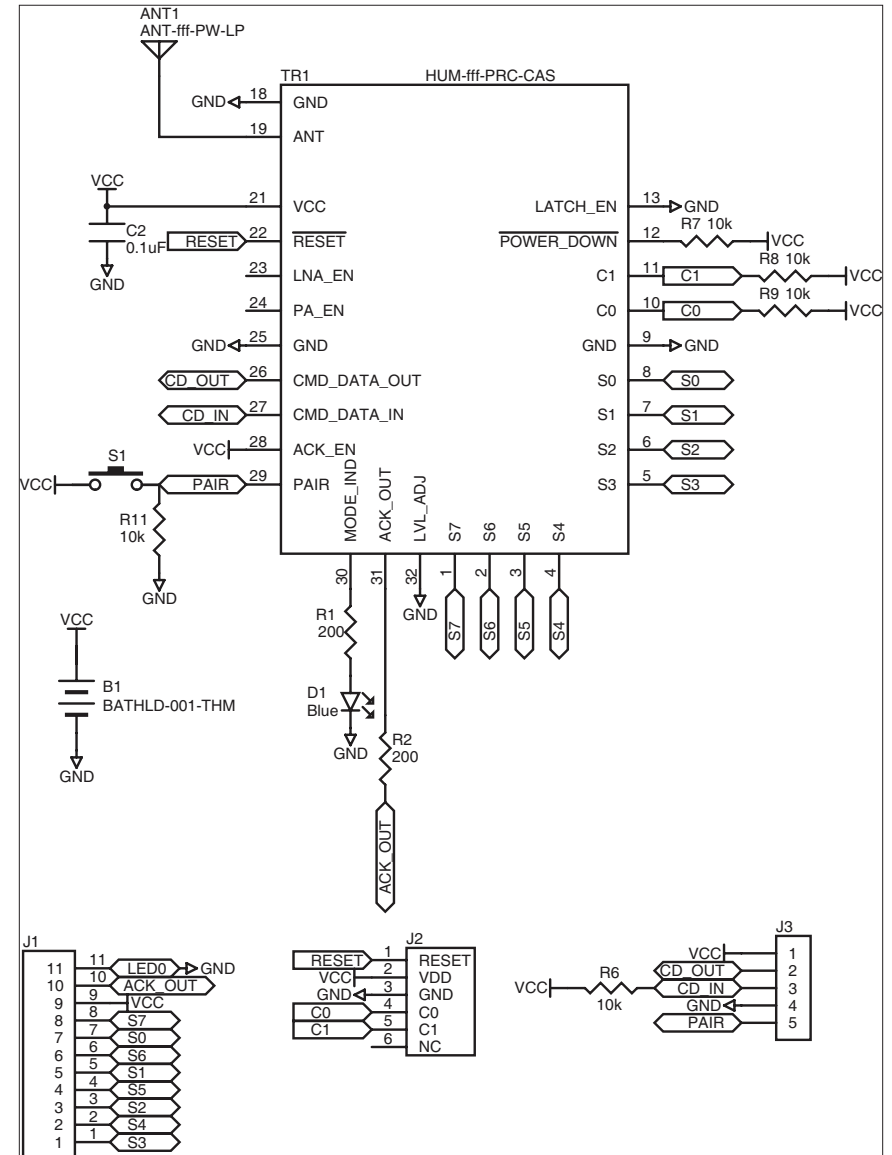 ANT1
ANT-fff-PW-LP
TR1
HUM-fff-PRC-CAS
GND
18
GND
19
ANT
VCC
21
VCC
LATCH_EN
13
GND
C2
0.1uF
RESET
22
RESET
POWER_DOWN
12
R7 10k
VCC
GND
23
LNA_EN
C1
11
C1
R8 10k
VCC
24
PA_EN
C0
10
C0
R9 10k
VCC
GND
25
GND
GND
9
GND
CD_OUT
26
CMD_DATA_OUT
S0
8
S0
CD_IN
27
CMD_DATA_IN
S1
7
S1
VCC
28
ACK_EN
S2
6
S2
S1
VCC
PAIR
29
PAIR
S3
5
S3
R11
10k
GND
MODE_IND
ACK_OUT
LVL_ADJ
S7
S6
S5
S4
30
31
32
1
2
3
4
GND
S7
S6
S5
S4
R1
200
D1
Blue
GND
R2
200
ACK_OUT
VCC
B1
BATHLD-001-THM
GND
J1
11
11
LED0
GND
10
10
ACK_OUT
9
9
VCC
8
8
S7
7
7
S0
6
6
S6
5
5
S1
4
4
S5
3
3
S2
2
2
S4
1
1
S3
J2
RESET
1
RESET
VCC
2
VDD
GND
3
GND
C0
4
C0
C1
5
C1
6
NC
J3
VCC
1
CD_OUT
2
VCC
R6
10k
CD_IN
3
GND
4
PAIR
5